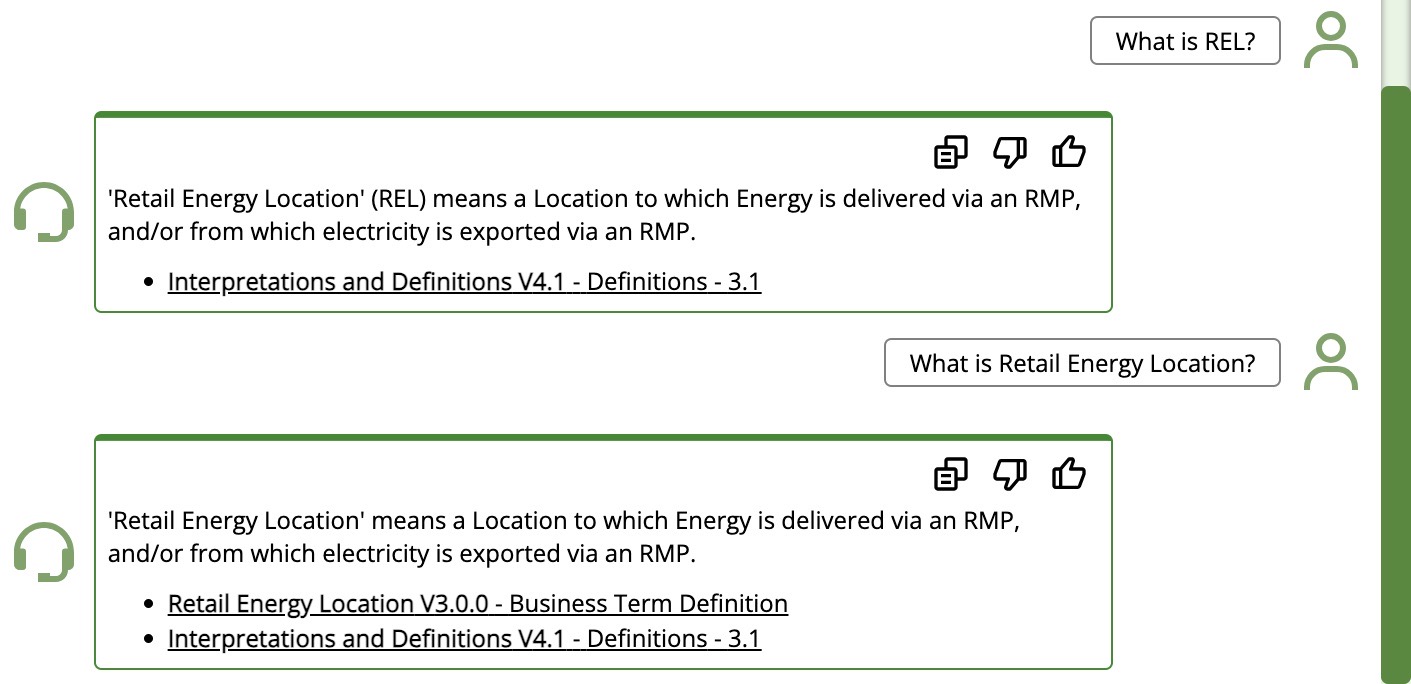 What is REL?
'Retail Energy Location' (REL) means a Location to which Energy is delivered via an RMP,
and/or from which electricity is exported via an RMP.
• Interpretations and Definitions V4.1 - Definitions - 3.1
What is Retail Energy Location?
'Retail Energy Location' means a Location to which Energy is delivered via an RMP,
and/or from which electricity is exported via an RMP.
• Retail Energy Location V3.0.0 - Business Term Definition
• Interpretations and Definitions V4.1 - Definitions - 3.1